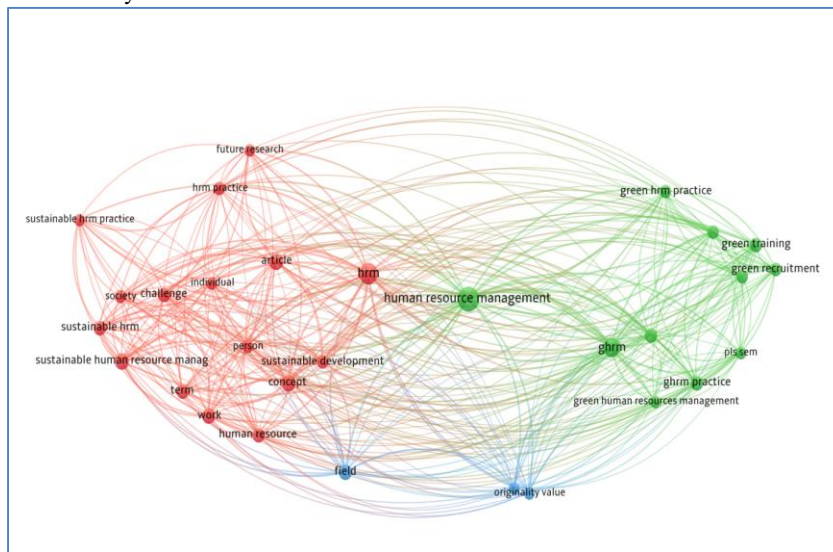 future research
hrm practice
green hrm practice
sustainable hrm practice
green training
article
green recruitment
hrm
individual
society
challenge
human resource management
sustainable hrm
person
ghrm
pls sem
sustainable human resource manag
sustainable development
concept
ghrm practice
term
green human resources management
work
human resource
field
originality value